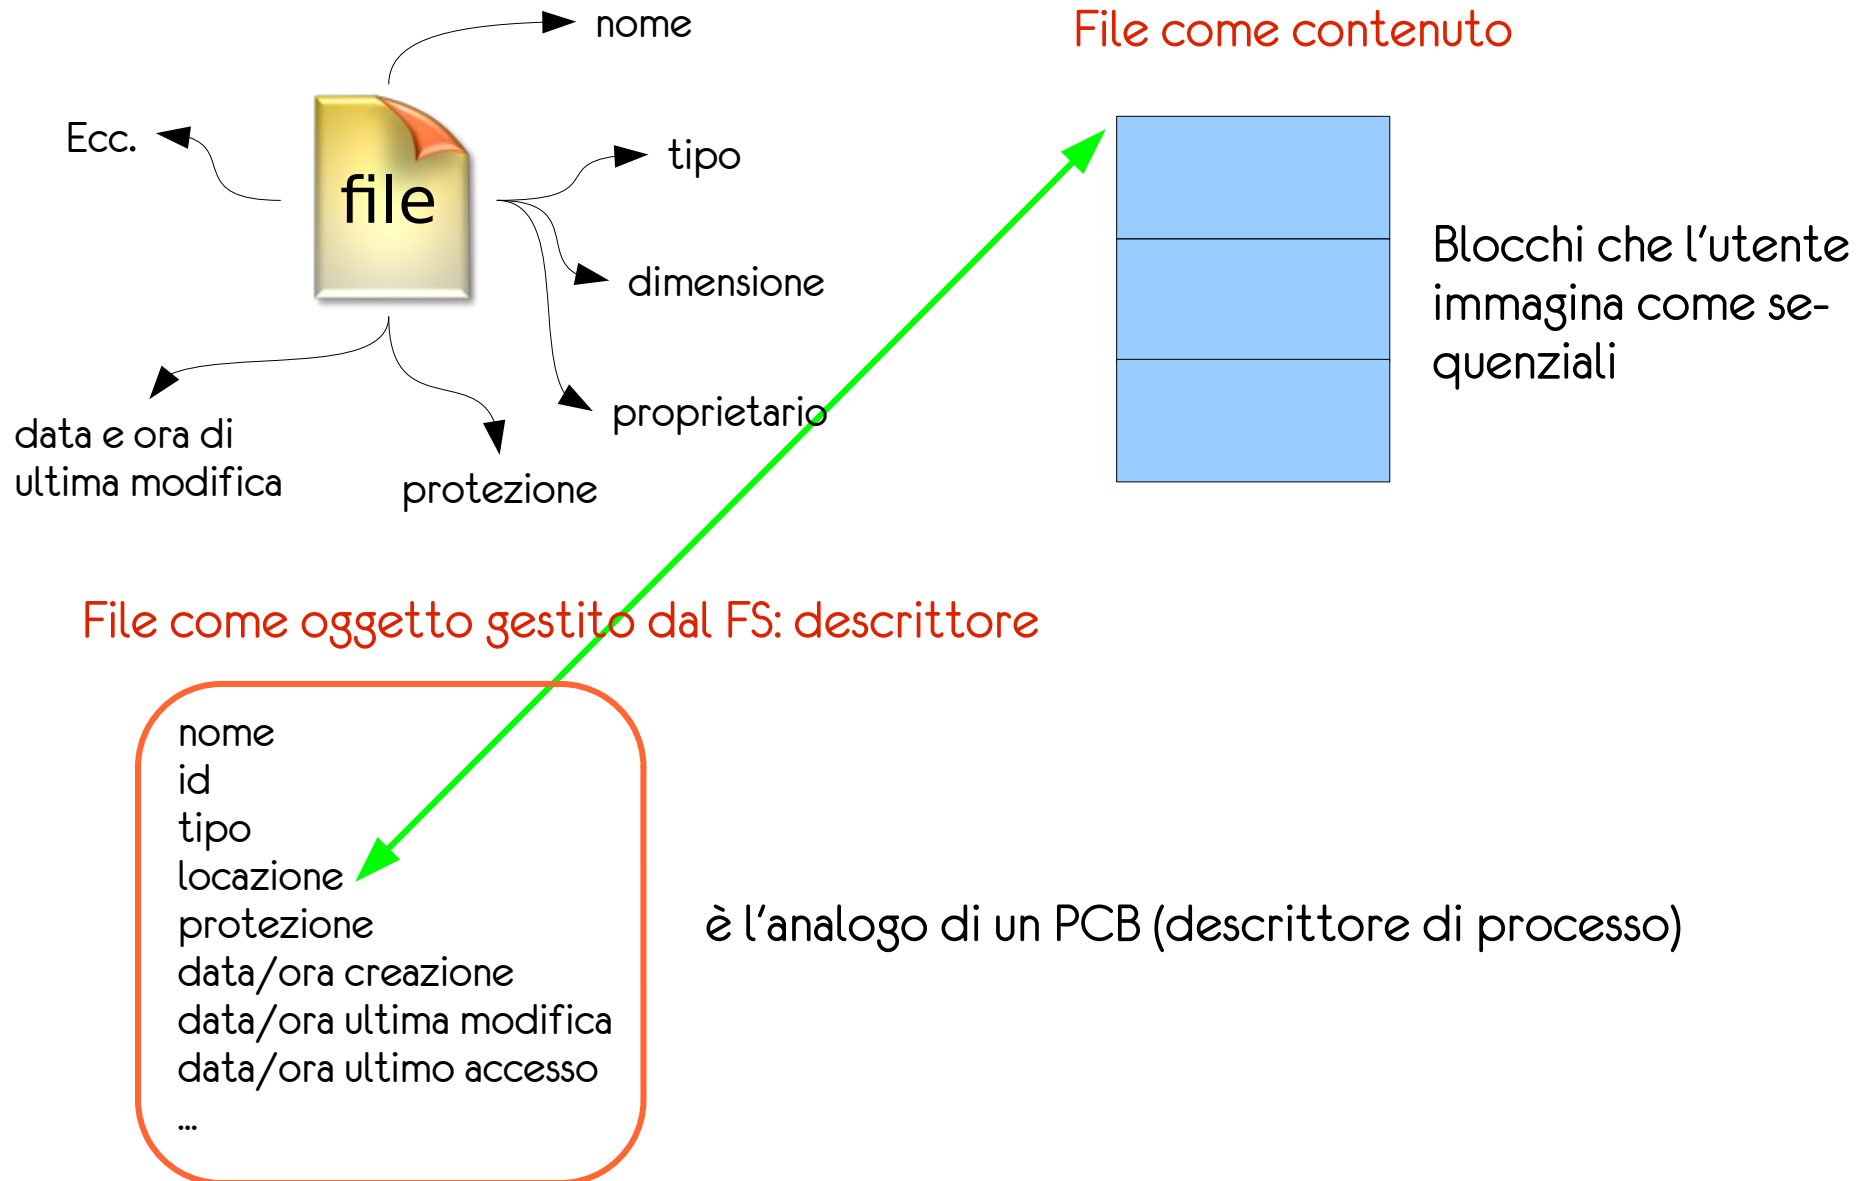 nome
File come contenuto
Ecc.
tipo
file
dimensione
Blocchi che l'utente
immagina come se-
quenziali
proprietario
data e ora di
ultima modifica
protezione
File come oggetto gestito dal FS: descrittore
nome
id
tipo
locazione
protezione
data/ora creazione
data/ora ultima modifica
data/ora ultimo accesso
...
è l'analogo di un PCB (descrittore di processo)